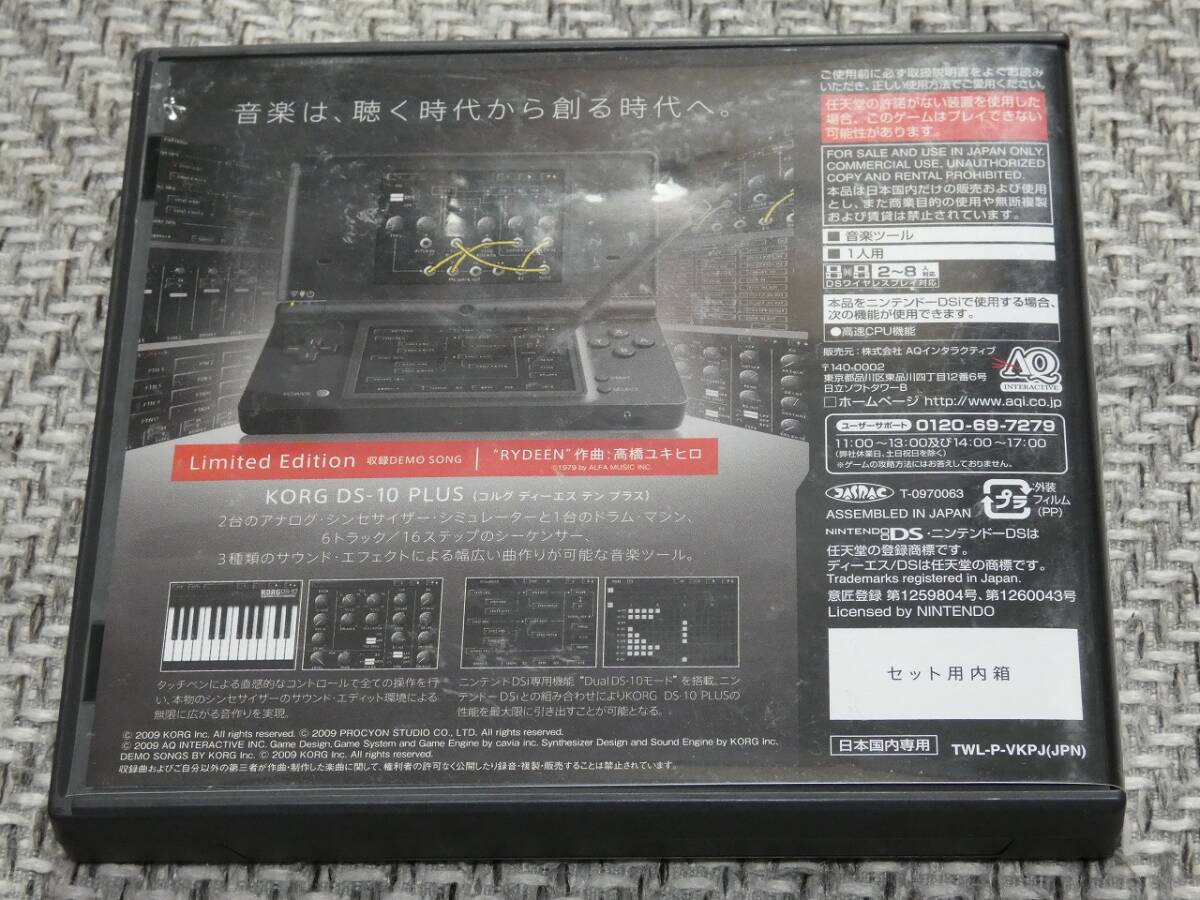 音楽は、聴く時代から創る時代へ。
Limited Edition 収録DEMO SONG
"RYDEEN" 作曲:高橋ユキヒロ
©1979 by ALFA MUSIC INC.
KORG DS-10 PLUS (コルグ ディーエス テン プラス)
2台のアナログ・シンセサイザー・シミュレーターと1台のドラム・マシン、
6トラック/16ステップのシーケンサー、
3種類のサウンド・エフェクトによる幅広い曲作りが可能な音楽ツール。
タッチペンによる直感的なコントロールで全ての操作を行
い、本物のシンセサイザーのサウンド・エディット環境による
無限に広がる音作りを実現。
ニンテンドDSi専用機能 "Dual DS-10モード" を搭載。ニン
テンドーDSiとの組み合わせによりKORG DS-10 PLUSの
性能を最大限に引き出すことが可能となる。
© 2009 KORG Inc. All rights reserved. © 2009 PROCYON STUDIO CO., LTD. All rights reserved.
© 2009 AQ INTERACTIVE INC. Game Design,Game System and Game Engine by cavia inc. Synthesizer Design and Sound Engine by KORG Inc.
DEMO SONGS BY KORG Inc. © 2009 KORG Inc. All rights reserved.
収録曲およびご自分以外の第三者が作曲・制作した楽曲に関して、権利者の許可なく公開したり録音・複製・販売することは禁止されています。
ご使用前に必ず取扱説明書をよくお読み
いただき、正しい使用方法でご愛用ください。
任天堂の許諾がない装置を使用した
場合、このゲームはプレイできない
可能性があります。
FOR SALE AND USE IN JAPAN ONLY.
COMMERCIAL USE, UNAUTHORIZED
COPY AND RENTAL PROHIBITED.
本品は日本国内だけの販売および使用
とし、また商業目的の使用や無断複製
および賃貸は禁止されています。
■ 音楽ツール
■ 1人用
2~8人対応
DSワイヤレスプレイ対応
本品をニンテンドーDSiで使用する場合、
次の機能が使用できます。
●高速CPU機能
販売元:株式会社 AQインタラクティブ
〒140-0002
東京都品川区東品川四丁目12番6号
日立ソフトタワーB
AQ
INTERACTIVE
□ホームページ http://www.aqi.co.jp
ユーザーサポート 0120-69-7279
11:00~13:00及び14:00~17:00
(弊社休業日、土日祝日を除く)
※ゲームの攻略方法にはお答えしておりません。
JASRAC T-0970063
ASSEMBLED IN JAPAN
プラ
外装
フィルム
(PP)
NINTENDO DS・ニンテンドーDSは
任天堂の登録商標です。
ディーエス/DSは任天堂の登録商標です。
Trademarks registered in Japan.
意匠登録 第1259804号、第1260043号
Licensed by NINTENDO
セット用内箱
日本国内専用
TWL-P-VKPJ(JPN)